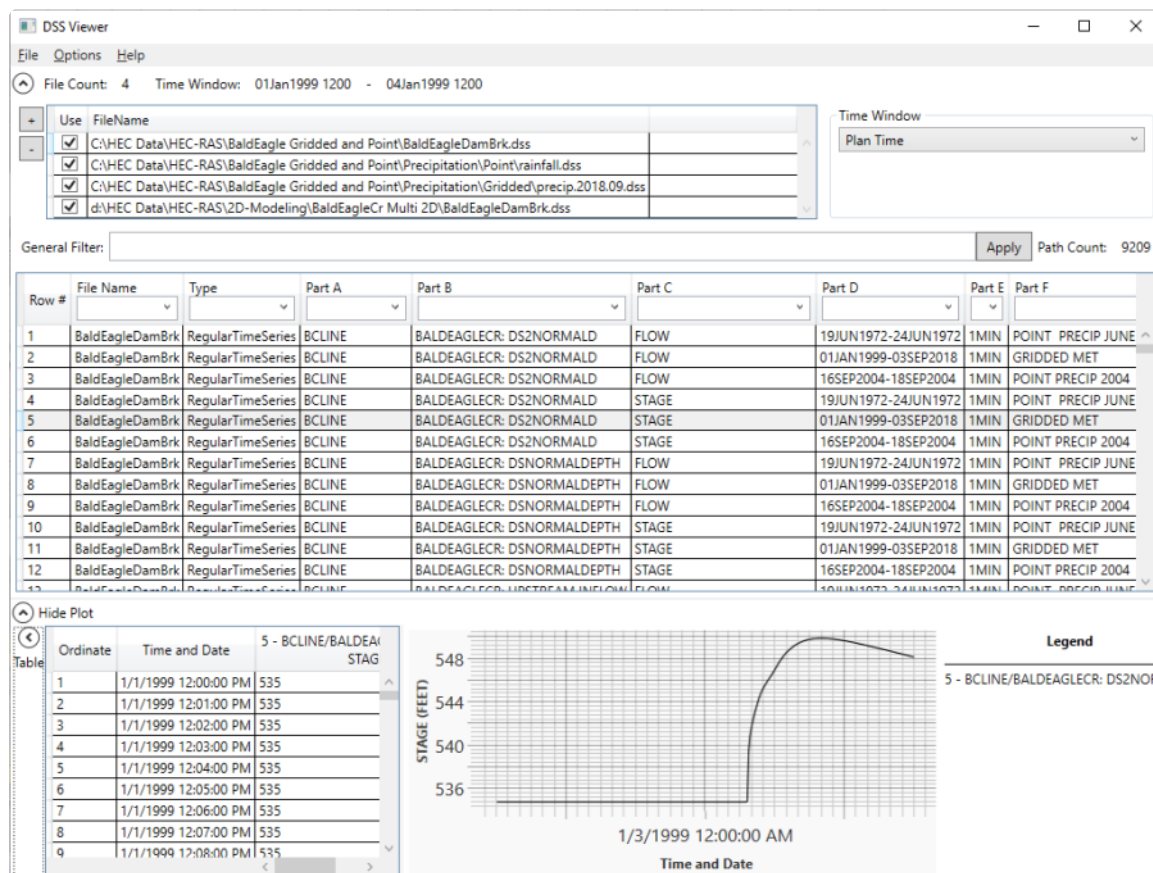 DSS Viewer
File Options Help
File Count: 4 Time Window: 01Jan1999 1200 - 04Jan1999 1200
+
-
Use FileName
C:\HEC Data\HEC-RAS\BaldEagle Gridded and Point\BaldEagleDamBrk.dss
C:\HEC Data\HEC-RAS\BaldEagle Gridded and Point\Precipitation\Point\rainfall.dss
C:\HEC Data\HEC-RAS\BaldEagle Gridded and Point\Precipitation\Gridded\precip.2018.09.dss
d:\HEC Data\HEC-RAS\2D-Modeling\BaldEagleCr Multi 2D\BaldEagleDamBrk.dss
Time Window
Plan Time
General Filter: Apply Path Count: 9209
Row # File Name Type Part A Part B Part C Part D Part E Part F
1 BaldEagleDamBrk RegularTimeSeries BCLINE BALDEAGLECR: DS2NORMALD FLOW 19JUN1972-24JUN1972 1MIN POINT PRECIP JUNE
2 BaldEagleDamBrk RegularTimeSeries BCLINE BALDEAGLECR: DS2NORMALD FLOW 01JAN1999-03SEP2018 1MIN GRIDDED MET
3 BaldEagleDamBrk RegularTimeSeries BCLINE BALDEAGLECR: DS2NORMALD FLOW 16SEP2004-18SEP2004 1MIN POINT PRECIP 2004
4 BaldEagleDamBrk RegularTimeSeries BCLINE BALDEAGLECR: DS2NORMALD STAGE 19JUN1972-24JUN1972 1MIN POINT PRECIP JUNE
5 BaldEagleDamBrk RegularTimeSeries BCLINE BALDEAGLECR: DS2NORMALD STAGE 01JAN1999-03SEP2018 1MIN GRIDDED MET
6 BaldEagleDamBrk RegularTimeSeries BCLINE BALDEAGLECR: DS2NORMALD STAGE 16SEP2004-18SEP2004 1MIN POINT PRECIP 2004
7 BaldEagleDamBrk RegularTimeSeries BCLINE BALDEAGLECR: DSNORMALDEPTH FLOW 19JUN1972-24JUN1972 1MIN POINT PRECIP JUNE
8 BaldEagleDamBrk RegularTimeSeries BCLINE BALDEAGLECR: DSNORMALDEPTH FLOW 01JAN1999-03SEP2018 1MIN GRIDDED MET
9 BaldEagleDamBrk RegularTimeSeries BCLINE BALDEAGLECR: DSNORMALDEPTH FLOW 16SEP2004-18SEP2004 1MIN POINT PRECIP 2004
10 BaldEagleDamBrk RegularTimeSeries BCLINE BALDEAGLECR: DSNORMALDEPTH STAGE 19JUN1972-24JUN1972 1MIN POINT PRECIP JUNE
11 BaldEagleDamBrk RegularTimeSeries BCLINE BALDEAGLECR: DSNORMALDEPTH STAGE 01JAN1999-03SEP2018 1MIN GRIDDED MET
12 BaldEagleDamBrk RegularTimeSeries BCLINE BALDEAGLECR: DSNORMALDEPTH STAGE 16SEP2004-18SEP2004 1MIN POINT PRECIP 2004
Hide Plot
Table
Ordinate Time and Date 5 - BCLINE/BALDEAG
STAG
1 1/1/1999 12:00:00 PM 535
2 1/1/1999 12:01:00 PM 535
3 1/1/1999 12:02:00 PM 535
4 1/1/1999 12:03:00 PM 535
5 1/1/1999 12:04:00 PM 535
6 1/1/1999 12:05:00 PM 535
7 1/1/1999 12:06:00 PM 535
8 1/1/1999 12:07:00 PM 535
9 1/1/1999 12:08:00 PM 535
STAGE (FEET)
548
544
540
536
1/3/1999 12:00:00 AM
Time and Date
Legend
5 - BCLINE/BALDEAGLECR: DS2NOR